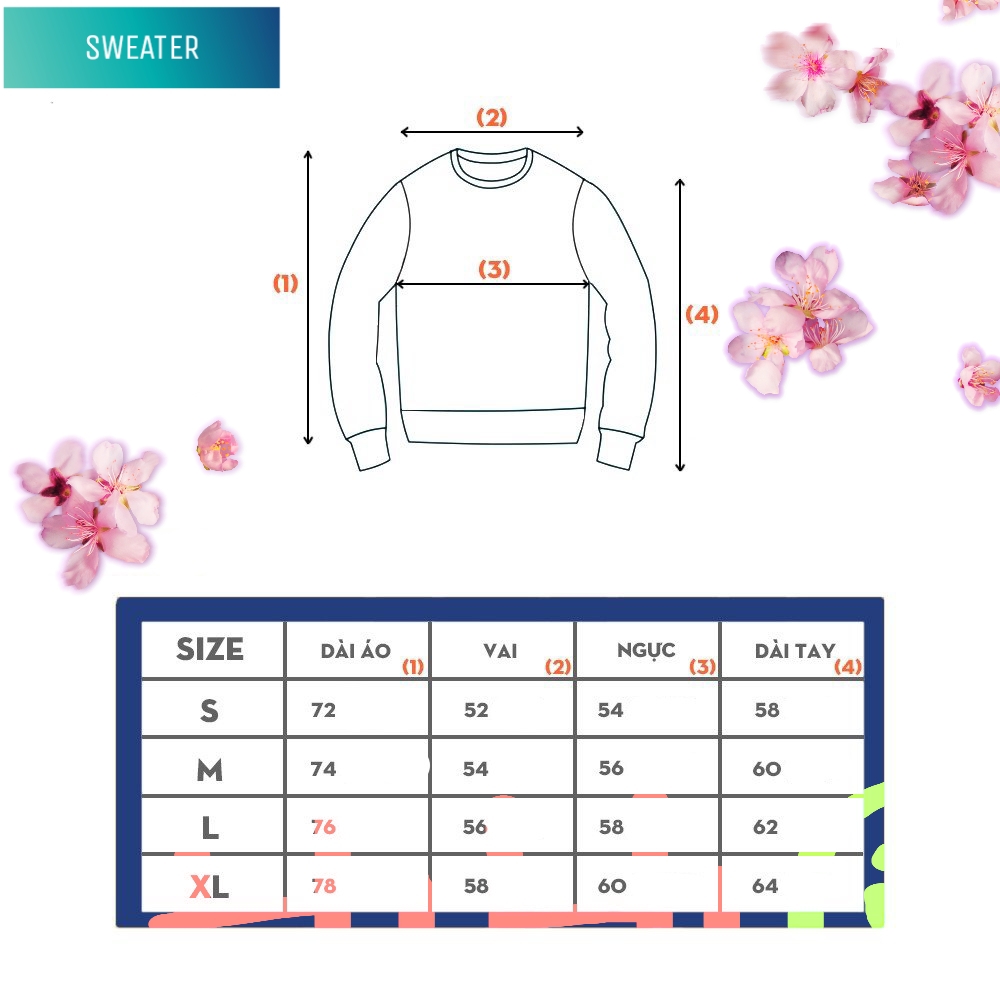 SWEATER
(2)
(1)
(3)
(4)
SIZE DÀI ÁO (1) VAI (2) NGỰC (3) DÀI TAY (4)
S 72 52 54 58
M 74 54 56 60
L 76 56 58 62
XL 78 58 60 64